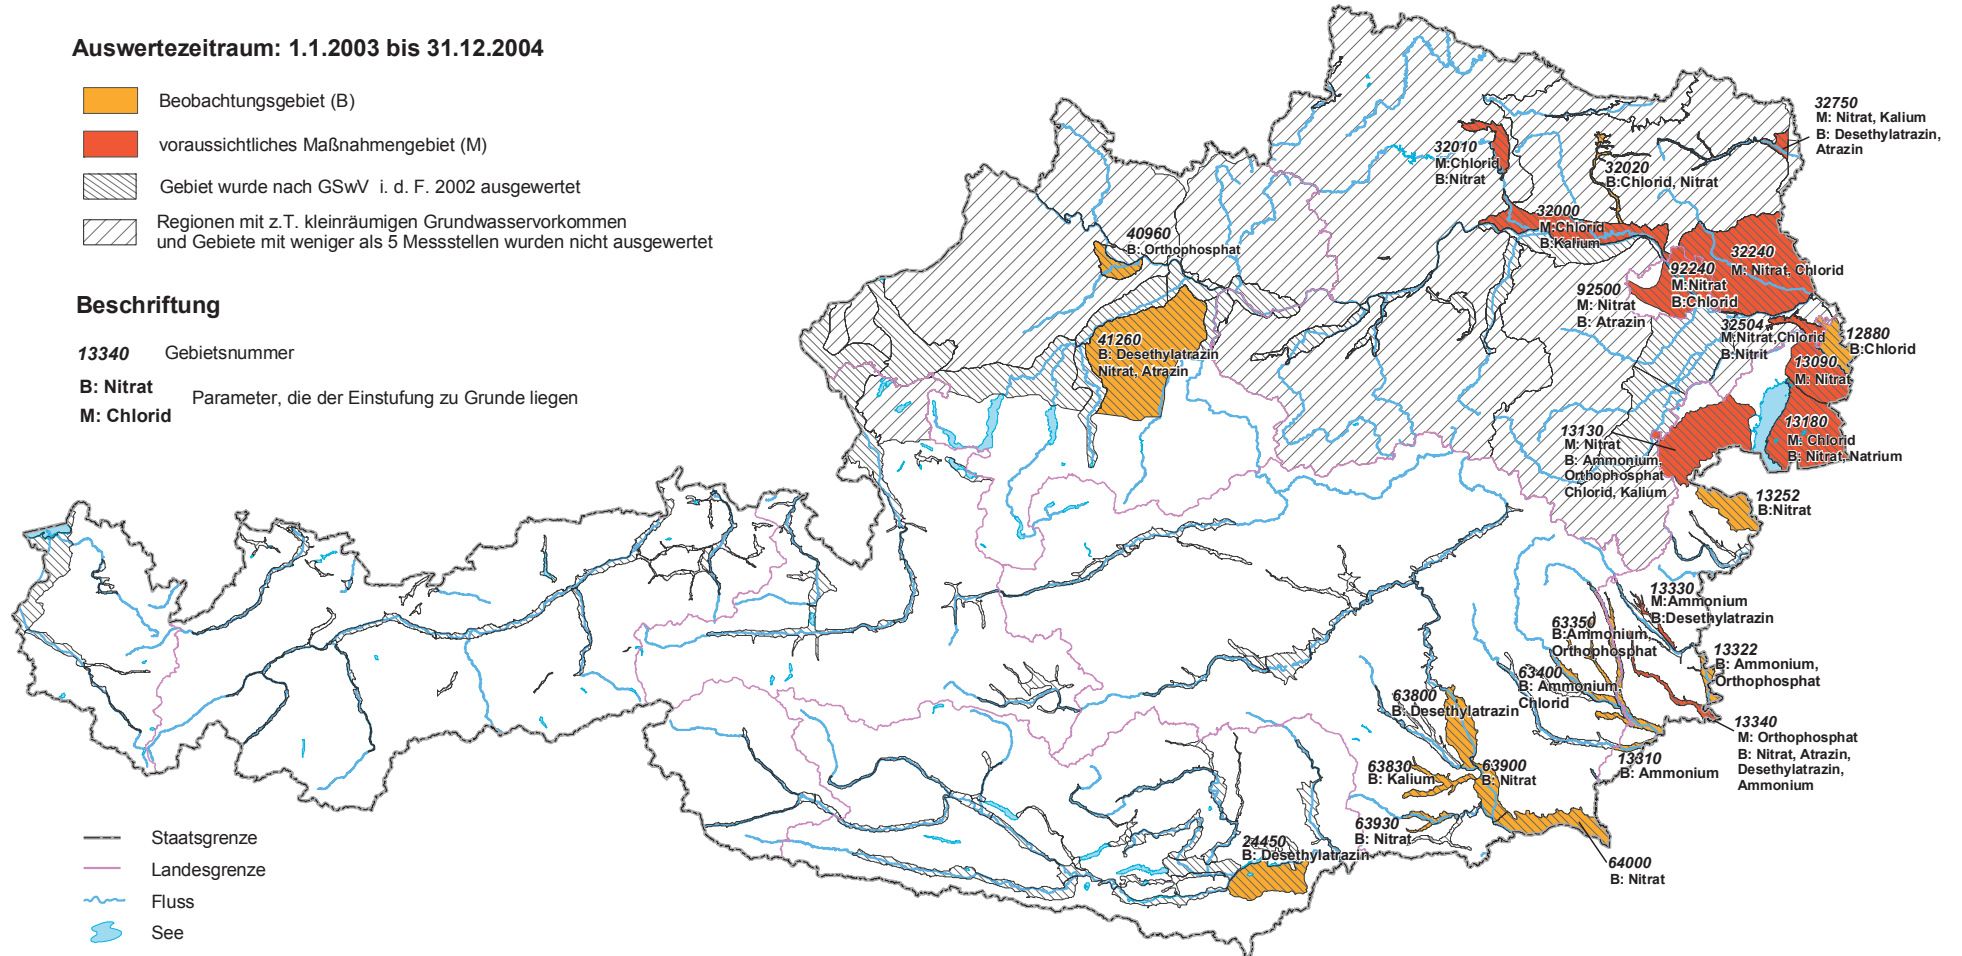 Auswertezeitraum: 1.1.2003 bis 31.12.2004
Beobachtungsgebiet (B)
voraussichtliches Maßnahmengebiet (M)
Gebiet wurde nach GSwV i. d. F. 2002 ausgewertet
Regionen mit z.T. kleinräumigen Grundwasservorkommen
und Gebiete mit weniger als 5 Messstellen wurden nicht ausgewertet
Beschriftung
13340 Gebietsnummer
B: Nitrat
M: Chlorid
Parameter, die der Einstufung zu Grunde liegen
Staatsgrenze
Landesgrenze
Fluss
See
32750
M: Nitrat, Kalium
B: Desethylatrazin,
Atrazin
32010
M:Chlorid
B:Nitrat
32020
B:Chlorid, Nitrat
32000
M:Chlorid
B:Kalium
40960
B: Orthophosphat
32240
M: Nitrat, Chlorid
92240
M:Nitrat
B:Chlorid
92500
M: Nitrat
B: Atrazin
32504
M:Nitrat,Chlorid
B:Nitrit
12880
B:Chlorid
41260
B: Desethylatrazin
Nitrat, Atrazin
13090
M: Nitrat
13180
M: Chlorid
B: Nitrat, Natrium
13130
M: Nitrat
B: Ammonium,
Orthophosphat
Chlorid, Kalium
13252
B:Nitrat
13330
M:Ammonium
B:Desethylatrazin
63350
B:Ammonium,
Orthophosphat
13322
B: Ammonium,
Orthophosphat
63400
B: Ammonium,
Chlorid
63800
B: Desethylatrazin
13340
M: Orthophosphat
B: Nitrat, Atrazin,
Desethylatrazin,
Ammonium
13310
B: Ammonium
63830
B: Kalium
63900
B: Nitrat
63930
B: Nitrat
24450
B: Desethylatrazin
64000
B: Nitrat